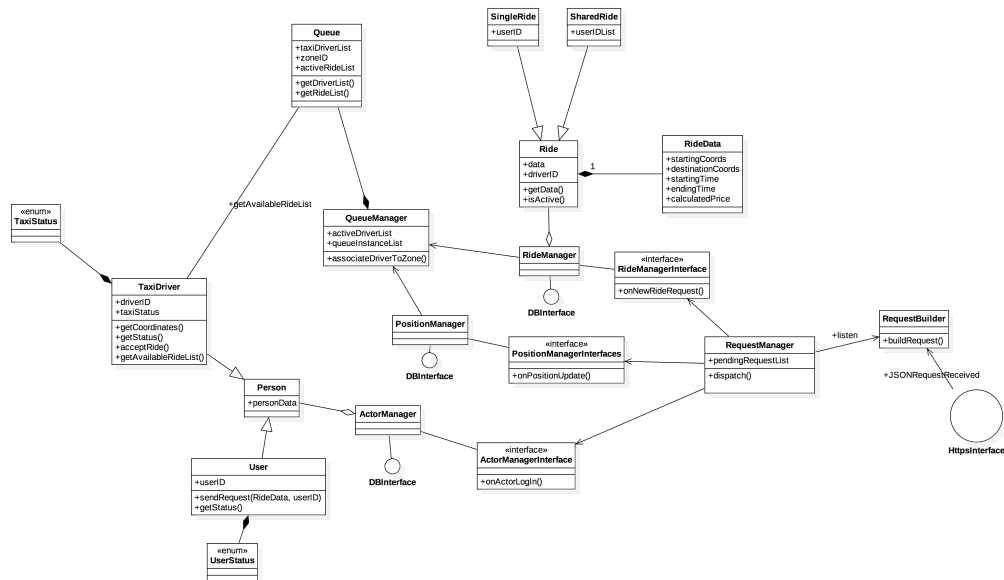 SingleRide
+userID
SharedRide
+userIDList
Queue
+taxiDriverList
+zoneID
+activeRideList
+getDriverList()
+getRideList()
Ride
+data
+driverID
+getData()
+isActive()
1
RideData
+startingCoords
+destinationCoords
+startingTime
+endingTime
+calculatedPrice
+getAvailableRideList
«enum»
TaxiStatus
QueueManager
+activeDriverList
+queueInstanceList
+associateDriverToZone()
RideManager
DBInterface
«interface»
RideManagerInterface
+onNewRideRequest()
TaxiDriver
+driverID
+taxiStatus
+getCoordinates()
+getStatus()
+acceptRide()
+getAvailableRideList()
PositionManager
DBInterface
«interface»
PositionManagerInterfaces
+onPositionUpdate()
RequestManager
+pendingRequestList
+dispatch()
+listen
RequestBuilder
+buildRequest()
+JSONRequestReceived
HttpsInterface
Person
+personData
ActorManager
DBInterface
«interface»
ActorManagerInterface
+onActorLogIn()
User
+userID
+sendRequest(RideData, userID)
+getStatus()
«enum»
UserStatus